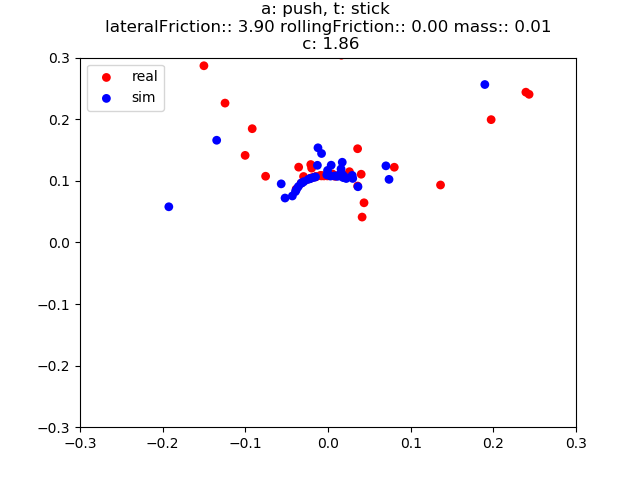 a: push, t: stick
lateralFriction:: 3.90 rollingFriction:: 0.00 mass:: 0.01
c: 1.86
real
sim
0.3
0.2
0.1
0.0
−0.1
−0.2
−0.3
−0.3
−0.2
−0.1
0.0
0.1
0.2
0.3